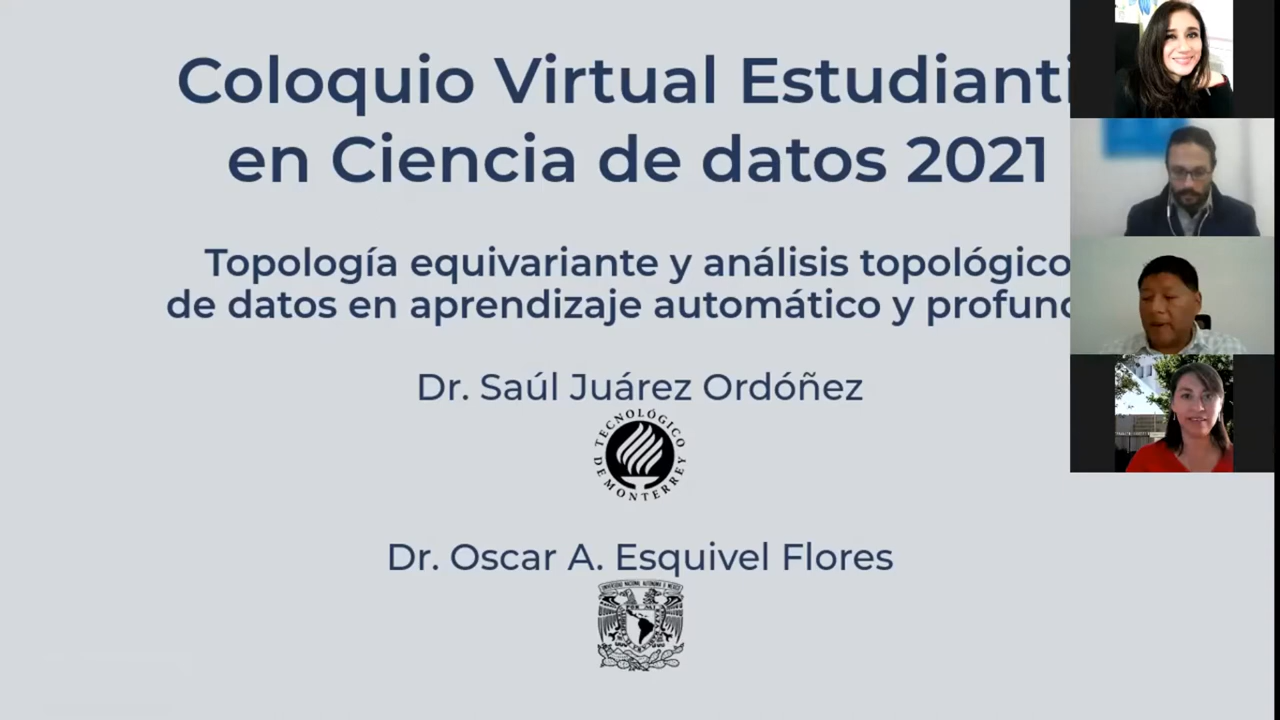 Coloquio Virtual Estudianti
en Ciencia de datos 2021
Topología equivariante y análisis topológico
de datos en aprendizaje automático y profund
Dr. Saúl Juárez Ordóñez
TECNOLÓGICO
DE MONTERREY
Dr. Oscar A. Esquivel Flores